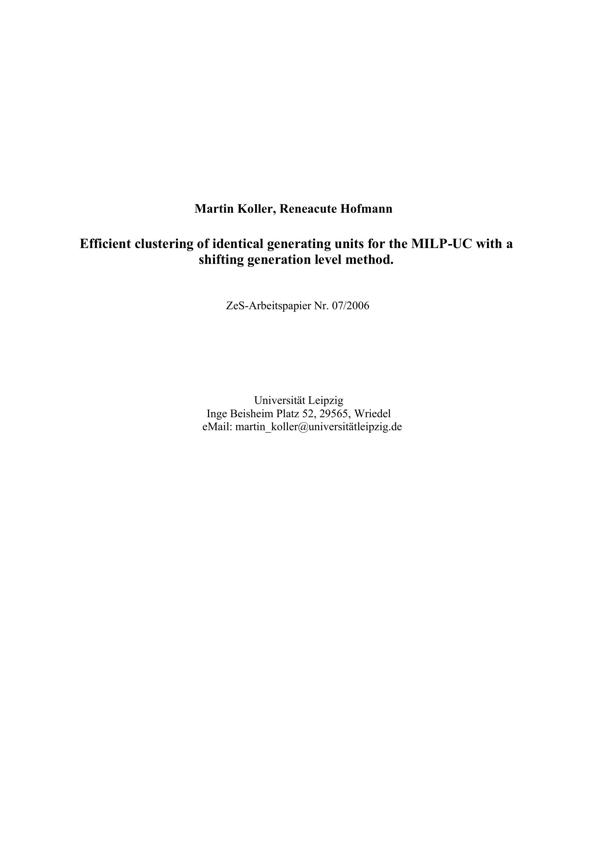 Martin Koller, Reneacute Hofmann
Efficient clustering of identical generating units for the MILP-UC with a
shifting generation level method.
ZeS-Arbeitspapier Nr. 07/2006
Universität Leipzig
Inge Beisheim Platz 52, 29565, Wriedel
eMail: martin_koller@universitätleipzig.de